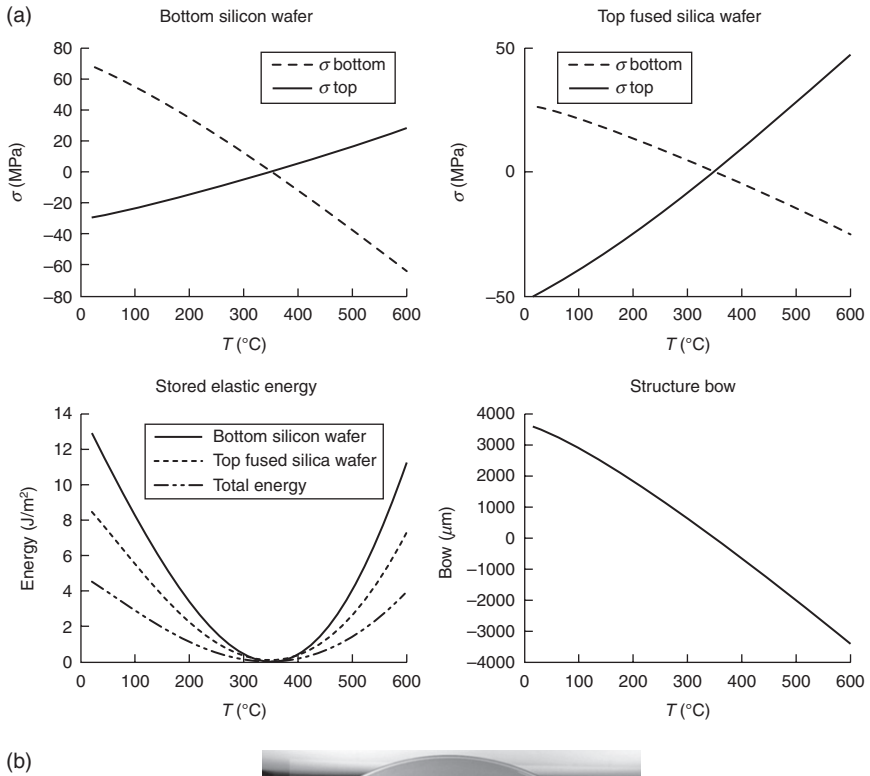 (a)
Bottom silicon wafer
80
60
40
20
0
−20
−40
−60
−80
σ (MPa)
σ bottom
σ top
0 100 200 300 400 500 600
T (°C)
Top fused silica wafer
50
0
−50
σ (MPa)
σ bottom
σ top
0 100 200 300 400 500 600
T (°C)
Stored elastic energy
14
12
10
8
6
4
2
0
Energy (J/m²)
Bottom silicon wafer
Top fused silica wafer
Total energy
0 100 200 300 400 500 600
T (°C)
Structure bow
4000
3000
2000
1000
0
−1000
−2000
−3000
−4000
Bow (μm)
0 100 200 300 400 500 600
T (°C)
(b)